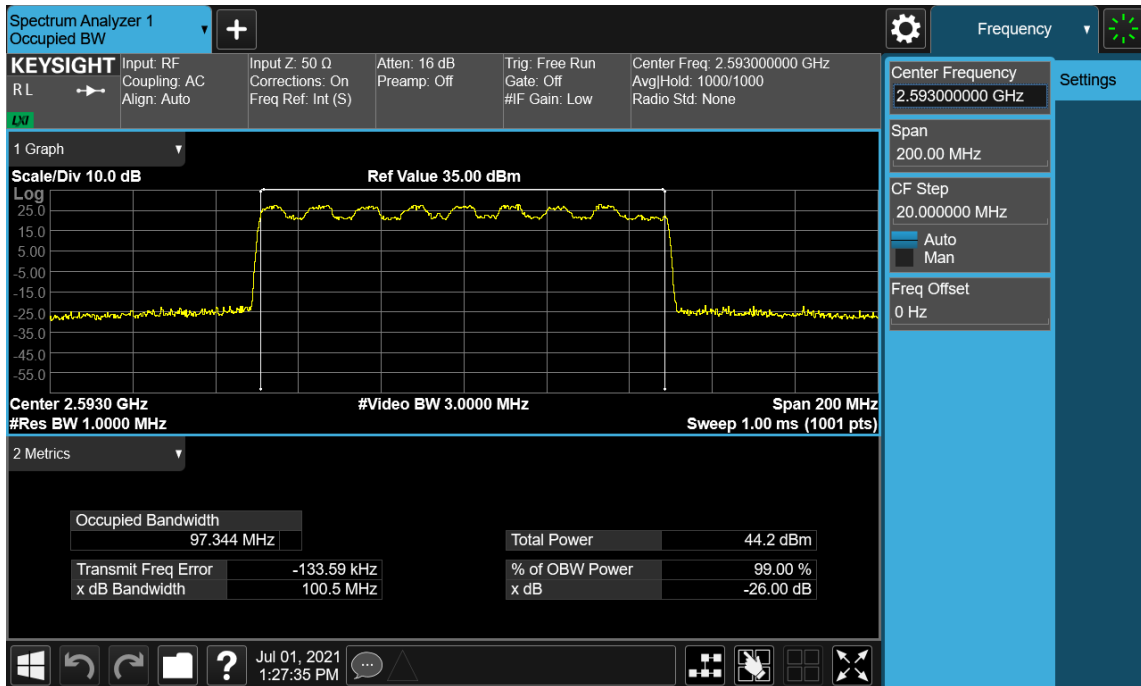 Spectrum Analyzer 1
Occupied BW
Frequency
KEYSIGHT
R L
LXI
Input: RF
Coupling: AC
Align: Auto
Input Z: 50 Ω
Corrections: On
Freq Ref: Int (S)
Atten: 16 dB
Preamp: Off
Trig: Free Run
Gate: Off
#IF Gain: Low
Center Freq: 2.593000000 GHz
Avg|Hold: 1000/1000
Radio Std: None
Center Frequency
2.593000000 GHz
Settings
Span
200.00 MHz
CF Step
20.000000 MHz
Auto
Man
Freq Offset
0 Hz
1 Graph
Scale/Div 10.0 dB
Ref Value 35.00 dBm
Log
25.0
15.0
5.00
-5.00
-15.0
-25.0
-35.0
-45.0
-55.0
Center 2.5930 GHz
#Video BW 3.0000 MHz
Span 200 MHz
#Res BW 1.0000 MHz
Sweep 1.00 ms (1001 pts)
2 Metrics
Occupied Bandwidth
97.344 MHz
Total Power 44.2 dBm
Transmit Freq Error -133.59 kHz
% of OBW Power 99.00 %
x dB Bandwidth 100.5 MHz
x dB -26.00 dB
?
Jul 01, 2021
1:27:35 PM